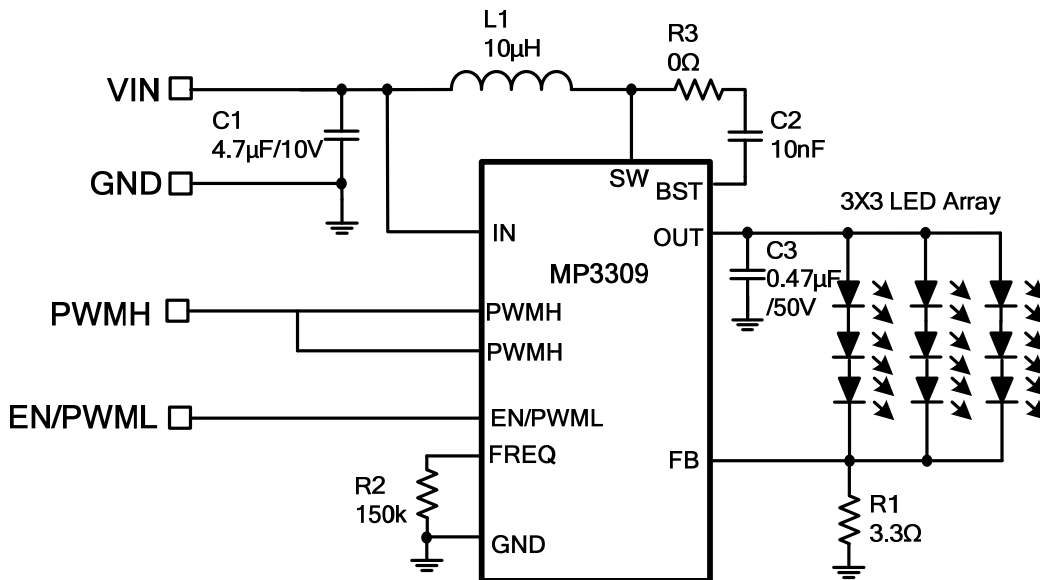 L1
10µH
R3
0Ω
VIN
C1
4.7µF/10V
C2
10nF
GND
SW
BST
3X3 LED Array
IN
OUT
MP3309
C3
0.47µF
/50V
PWMH
PWMH
PWMH
EN/PWML
EN/PWML
FREQ
FB
R2
150k
R1
3.3Ω
GND